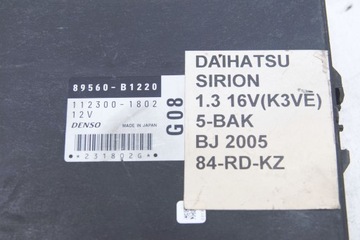 89560-B1220
112300-1802
12V
DENSO MADE IN JAPAN
*231802G*
G08
DAIHATSU
SIRION
1.3 16V(K3VE)
5-BAK
BJ 2005
84-RD-KZ